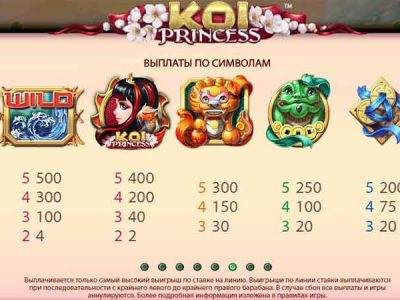 KOI™
PRINCESS
ВЫПЛАТЫ ПО СИМВОЛАМ
WILD
KOI
PRINCESS
5 500
4 300
3 100
2 4
5 400
4 200
3 40
2 2
5 300
4 150
3 30
5 250
4 100
3 20
5 200
4 75
3 20
Выплачивается только самый высокий выигрыш по ставке на линию. Выигрыши по линии ставки выплачиваются
при последовательности с крайнего левого до крайнего правого барабана. В случае сбоя все выплаты и игры
аннулируются. Более подробная информация изложена в правилах игры.